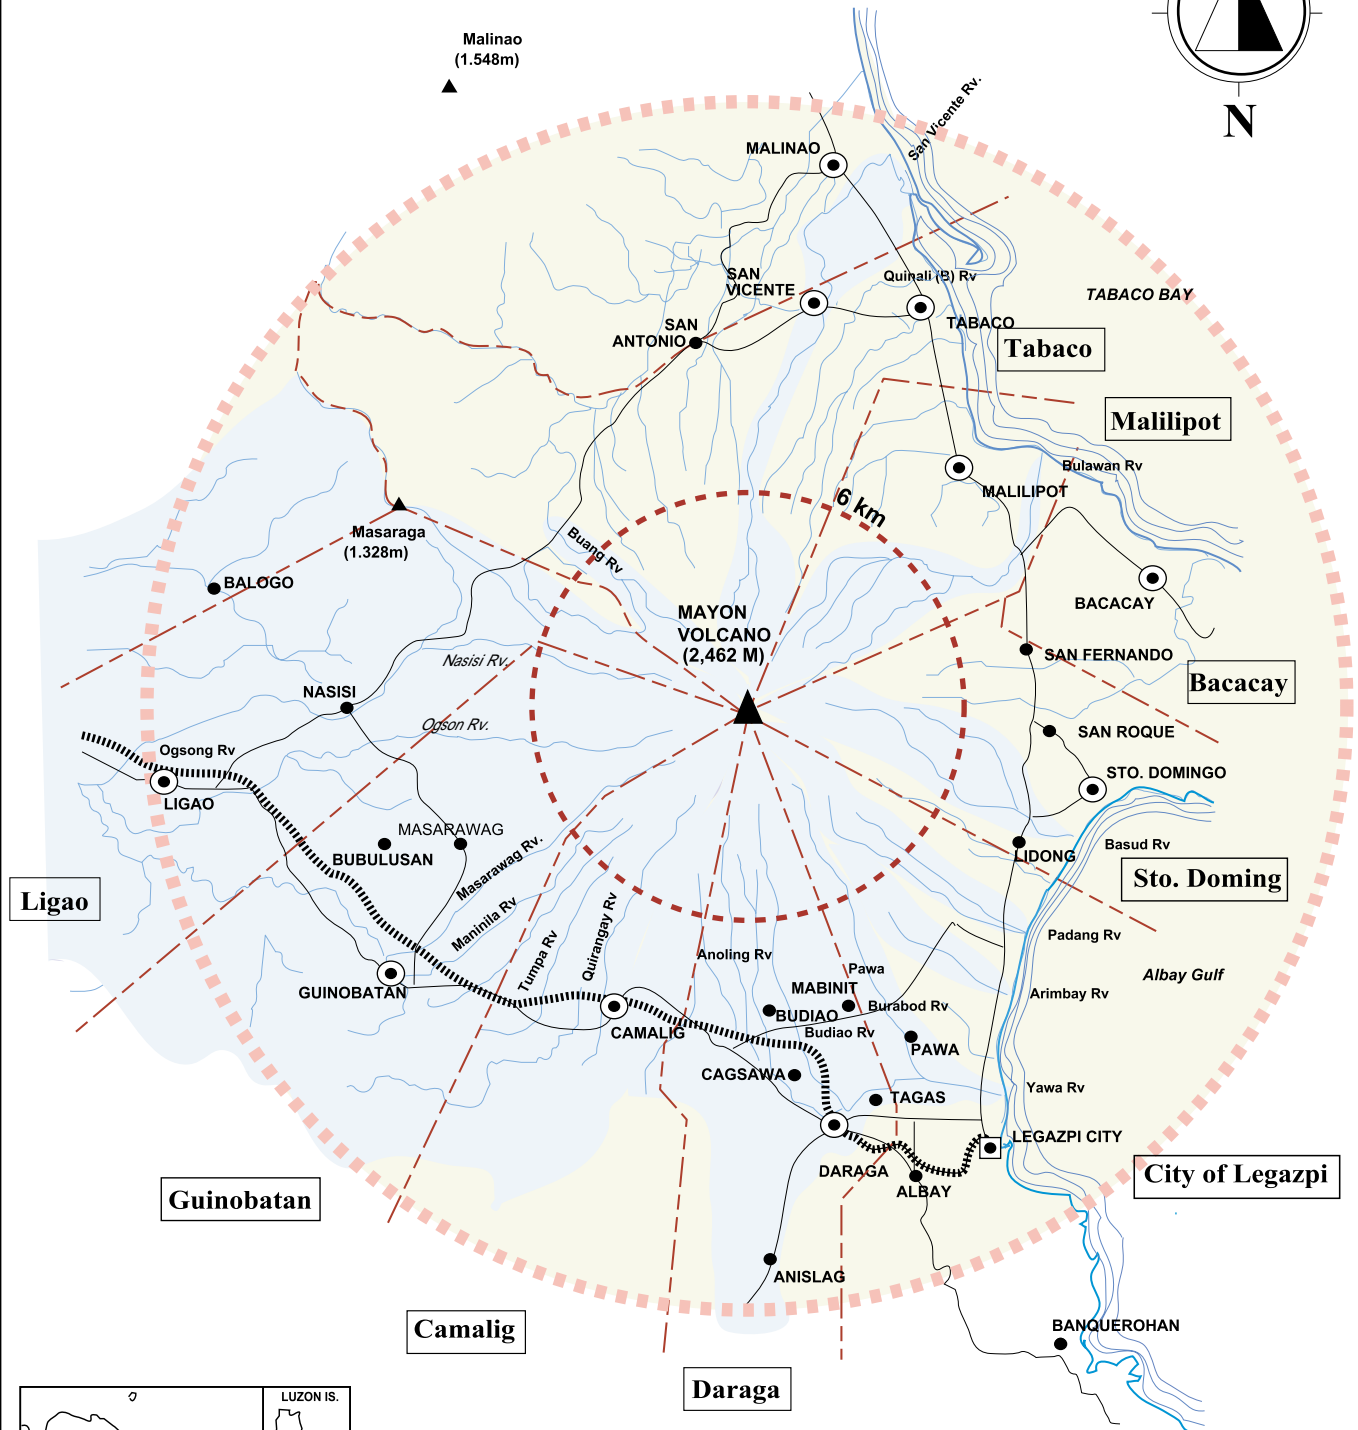 Malinao
(1.548m)
N
San Vicente Rv.
MALINAO
SAN
VICENTE
Quinali (B) Rv
TABACO BAY
SAN
ANTONIO
TABACO
Tabaco
Malilipot
Bulawan Rv
MALILIPOT
6 km
Masaraga
(1.328m)
Buang Rv
BALOGO
BACACAY
MAYON
VOLCANO
(2,462 M)
SAN FERNANDO
Nasisi Rv.
Bacacay
NASISI
Ogson Rv.
SAN ROQUE
Ogsong Rv
STO. DOMINGO
LIGAO
MASARAWAG
BUBULUSAN
Masarawag Rv.
LIDONG
Basud Rv
Sto. Doming
Ligao
Maninila Rv
Tumpa Rv
Quirangay Rv
Padang Rv
Anoling Rv
Pawa
Albay Gulf
GUINOBATAN
MABINIT
Arimbay Rv
BUDIAO
Burabod Rv
CAMALIG
Budiao Rv
PAWA
CAGSAWA
Yawa Rv
TAGAS
LEGAZPI CITY
DARAGA
City of Legazpi
ALBAY
Guinobatan
ANISLAG
Camalig
BANQUEROHAN
Daraga
LUZON IS.